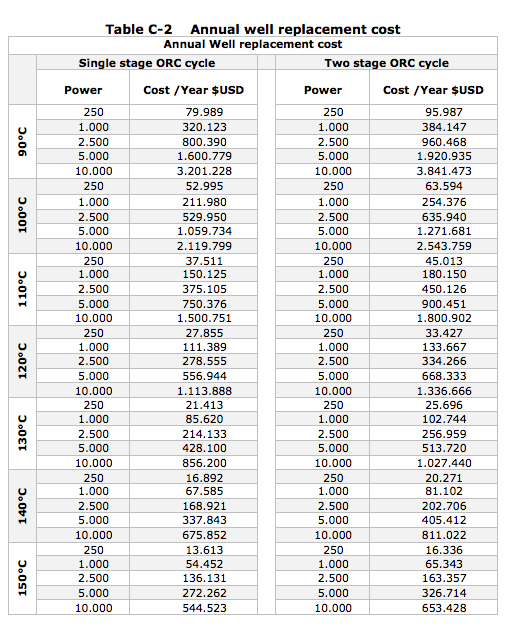 Table C-2 Annual well replacement cost
Annual Well replacement cost
Single stage ORC cycle Two stage ORC cycle
Power Cost /Year $USD Power Cost /Year $USD
90°C
250 79.989 250 95.987
1.000 320.123 1.000 384.147
2.500 800.390 2.500 960.468
5.000 1.600.779 5.000 1.920.935
10.000 3.201.228 10.000 3.841.473
100°C
250 52.995 250 63.594
1.000 211.980 1.000 254.376
2.500 529.950 2.500 635.940
5.000 1.059.734 5.000 1.271.681
10.000 2.119.799 10.000 2.543.759
110°C
250 37.511 250 45.013
1.000 150.125 1.000 180.150
2.500 375.105 2.500 450.126
5.000 750.376 5.000 900.451
10.000 1.500.751 10.000 1.800.902
120°C
250 27.855 250 33.427
1.000 111.389 1.000 133.667
2.500 278.555 2.500 334.266
5.000 556.944 5.000 668.333
10.000 1.113.888 10.000 1.336.666
130°C
250 21.413 250 25.696
1.000 85.620 1.000 102.744
2.500 214.133 2.500 256.959
5.000 428.100 5.000 513.720
10.000 856.200 10.000 1.027.440
140°C
250 16.892 250 20.271
1.000 67.585 1.000 81.102
2.500 168.921 2.500 202.706
5.000 337.843 5.000 405.412
10.000 675.852 10.000 811.022
150°C
250 13.613 250 16.336
1.000 54.452 1.000 65.343
2.500 136.131 2.500 163.357
5.000 272.262 5.000 326.714
10.000 544.523 10.000 653.428